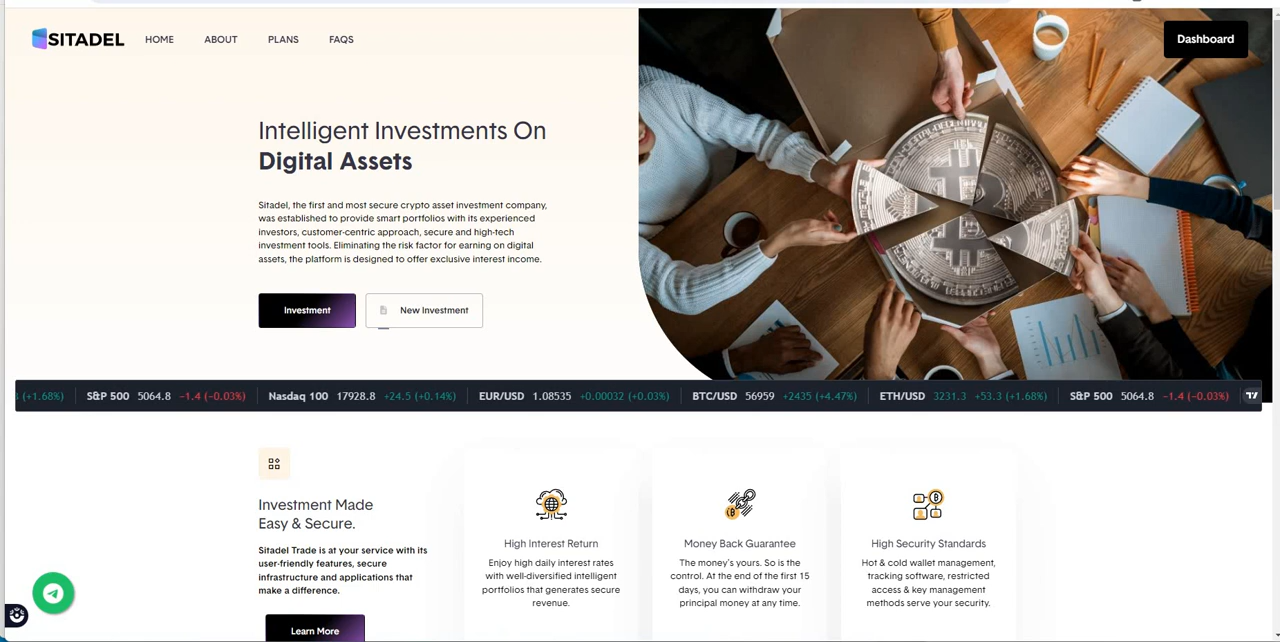 SITADEL
HOME
ABOUT
PLANS
FAQS
Dashboard
Intelligent Investments On
Digital Assets
Sitadel, the first and most secure crypto asset investment company,
was established to provide smart portfolios with its experienced
investors, customer-centric approach, secure and high-tech
investment tools. Eliminating the risk factor for earning on digital
assets, the platform is designed to offer exclusive interest income.
Investment
New Investment
(+1.68%)
S&P 500 5064.8 −1.4 (−0.03%)
Nasdaq 100 17928.8 +24.5 (+0.14%)
EUR/USD 1.08535 +0.00032 (+0.03%)
BTC/USD 56959 +2435 (+4.47%)
ETH/USD 3231.3 +53.3 (+1.68%)
S&P 500 5064.8 −1.4 (−0.03%)
Investment Made
Easy & Secure.
Sitadel Trade is at your service with its
user-friendly features, secure
infrastructure and applications that
make a difference.
Learn More
High Interest Return
Enjoy high daily interest rates
with well-diversified intelligent
portfolios that generates secure
revenue.
Money Back Guarantee
The money's yours. So is the
control. At the end of the first 15
days, you can withdraw your
principal money at any time.
High Security Standards
Hot & cold wallet management,
tracking software, restricted
access & key management
methods serve your security.